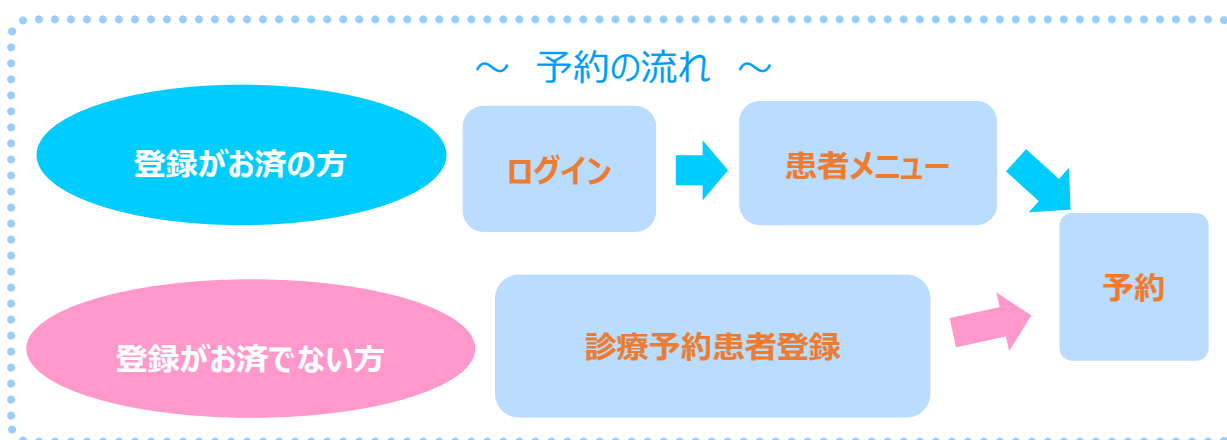 ～ 予約の流れ ～
登録がお済の方
ログイン
患者メニュー
予約
登録がお済でない方
診療予約患者登録